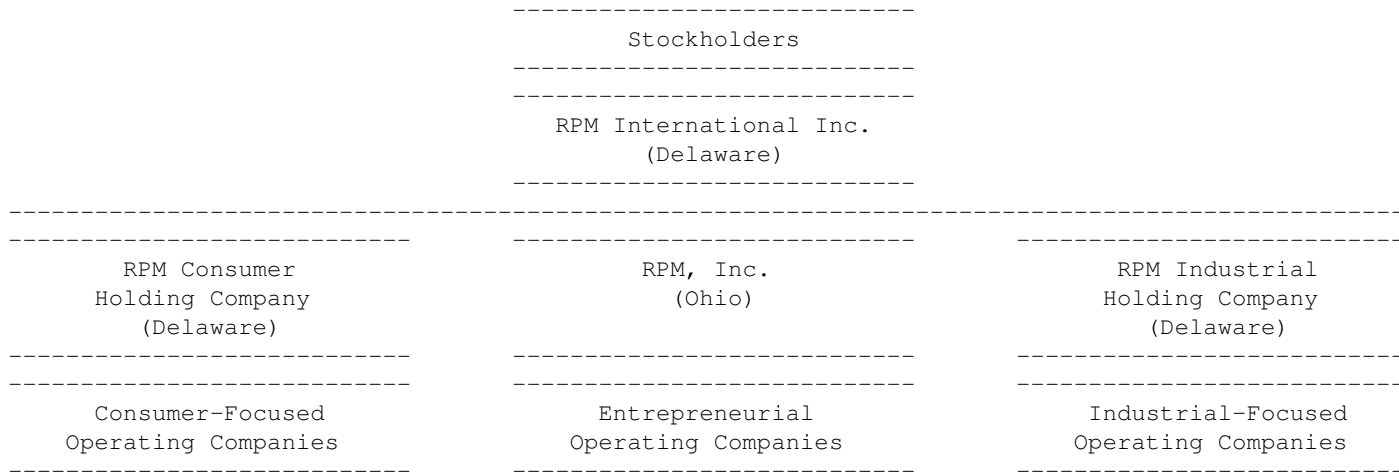 Stockholders
RPM International Inc.
(Delaware)
RPM Consumer
Holding Company
(Delaware)
RPM, Inc.
(Ohio)
RPM Industrial
Holding Company
(Delaware)
Consumer-Focused
Operating Companies
Entrepreneurial
Operating Companies
Industrial-Focused
Operating Companies